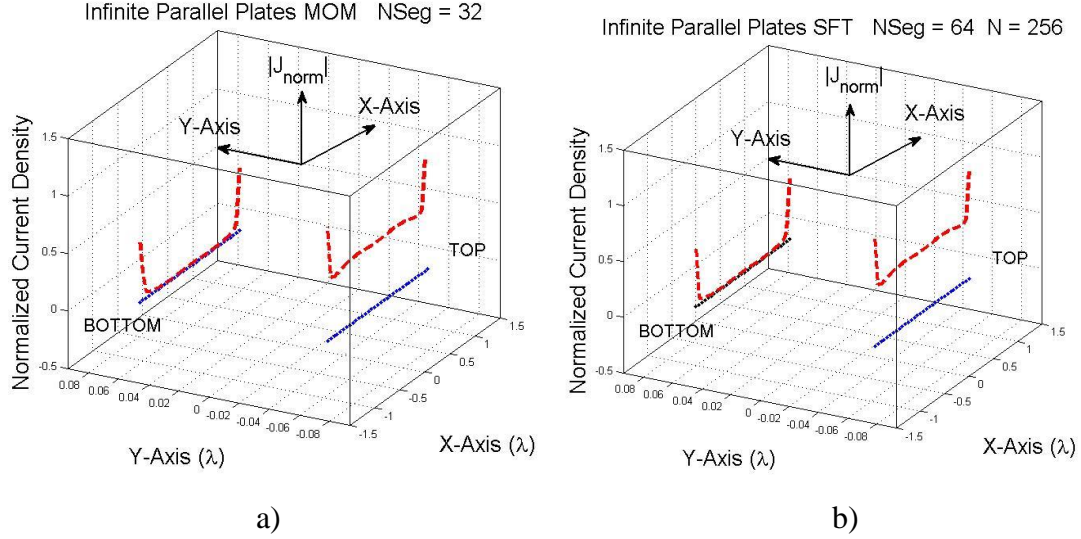 Infinite Parallel Plates MOM NSeg = 32
|Jnorm|
X-Axis
Y-Axis
1.5
1
0.5
0
-0.5
Normalized Current Density
TOP
BOTTOM
0.08
0.06
0.04
0.02
0
-0.02
-0.04
-0.06
-0.08
Y-Axis (λ)
-1.5
-1
-0.5
0
0.5
1
1.5
X-Axis (λ)
a)
Infinite Parallel Plates SFT NSeg = 64 N = 256
|Jnorm|
X-Axis
Y-Axis
1.5
1
0.5
0
-0.5
Normalized Current Density
TOP
BOTTOM
0.08
0.06
0.04
0.02
0
-0.02
-0.04
-0.06
-0.08
Y-Axis (λ)
-1.5
-1
-0.5
0
0.5
1
1.5
X-Axis (λ)
b)